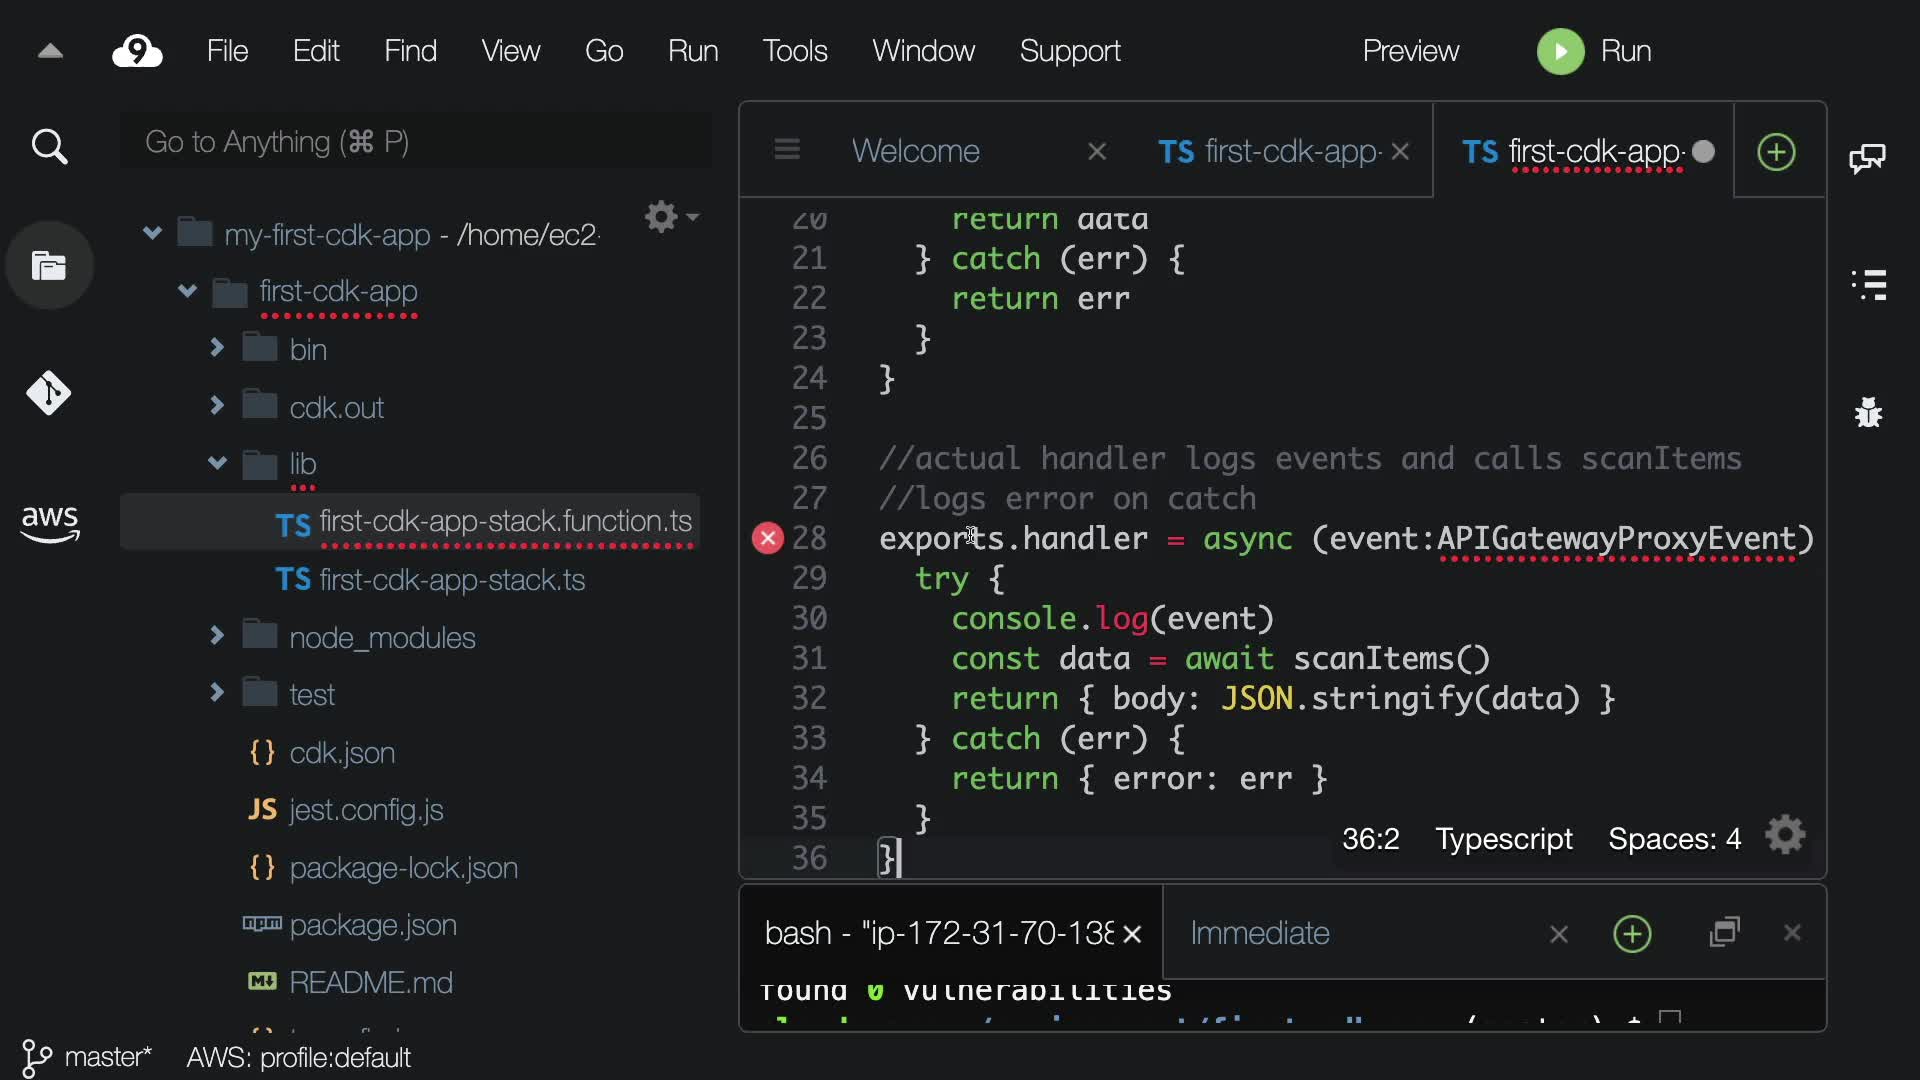 9 File Edit Find View Go Run Tools Window Support Preview Run
Go to Anything (⌘ P)
my-first-cdk-app - /home/ec2-
first-cdk-app
bin
cdk.out
lib
TS first-cdk-app-stack.function.ts
TS first-cdk-app-stack.ts
node_modules
test
{} cdk.json
JS jest.config.js
{} package-lock.json
package.json
M↓ README.md
aws
Welcome × TS first-cdk-app- × TS first-cdk-app-
20 return data
21 } catch (err) {
22 return err
23 }
24 }
25
26 //actual handler logs events and calls scanItems
27 //logs error on catch
28 exports.handler = async (event:APIGatewayProxyEvent)
29 try {
30 console.log(event)
31 const data = await scanItems()
32 return { body: JSON.stringify(data) }
33 } catch (err) {
34 return { error: err }
35 }
36 }
36:2 Typescript Spaces: 4
bash - "ip-172-31-70-138 × Immediate ×
found 0 vulnerabilities
master* AWS: profile:default